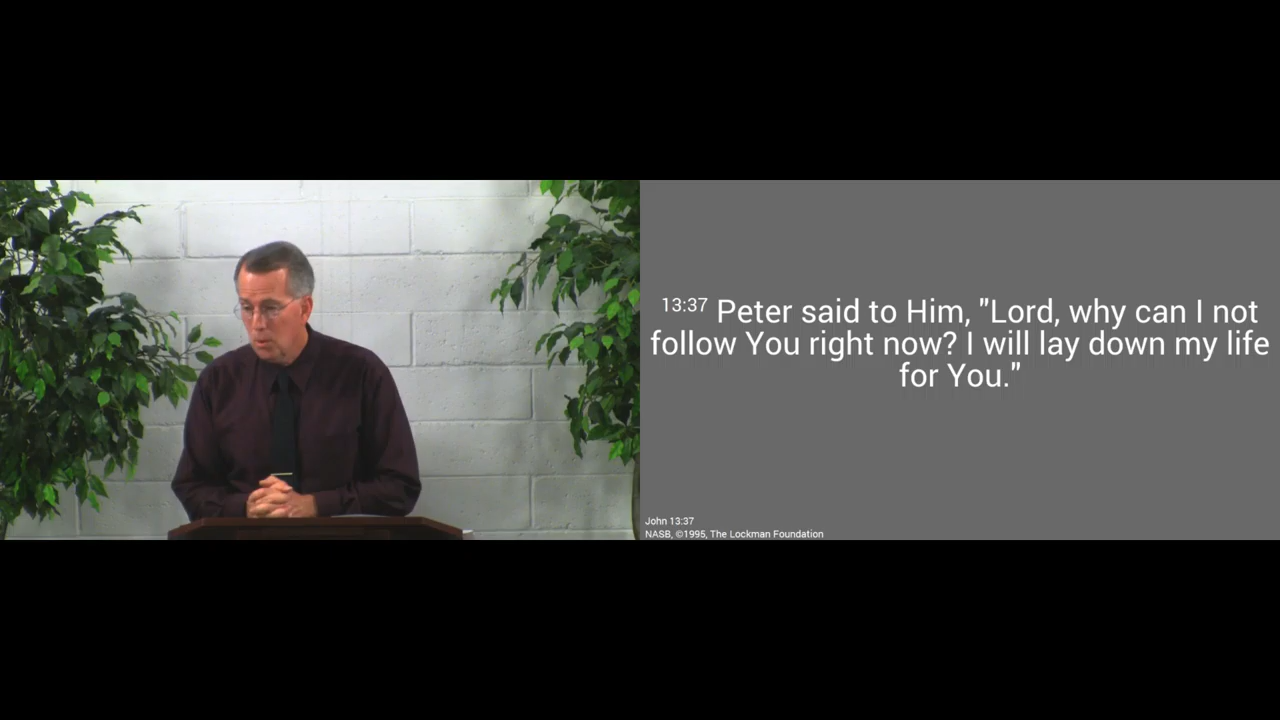 13:37 Peter said to Him, "Lord, why can I not
follow You right now? I will lay down my life
for You."
John 13:37
NASB, ©1995, The Lockman Foundation